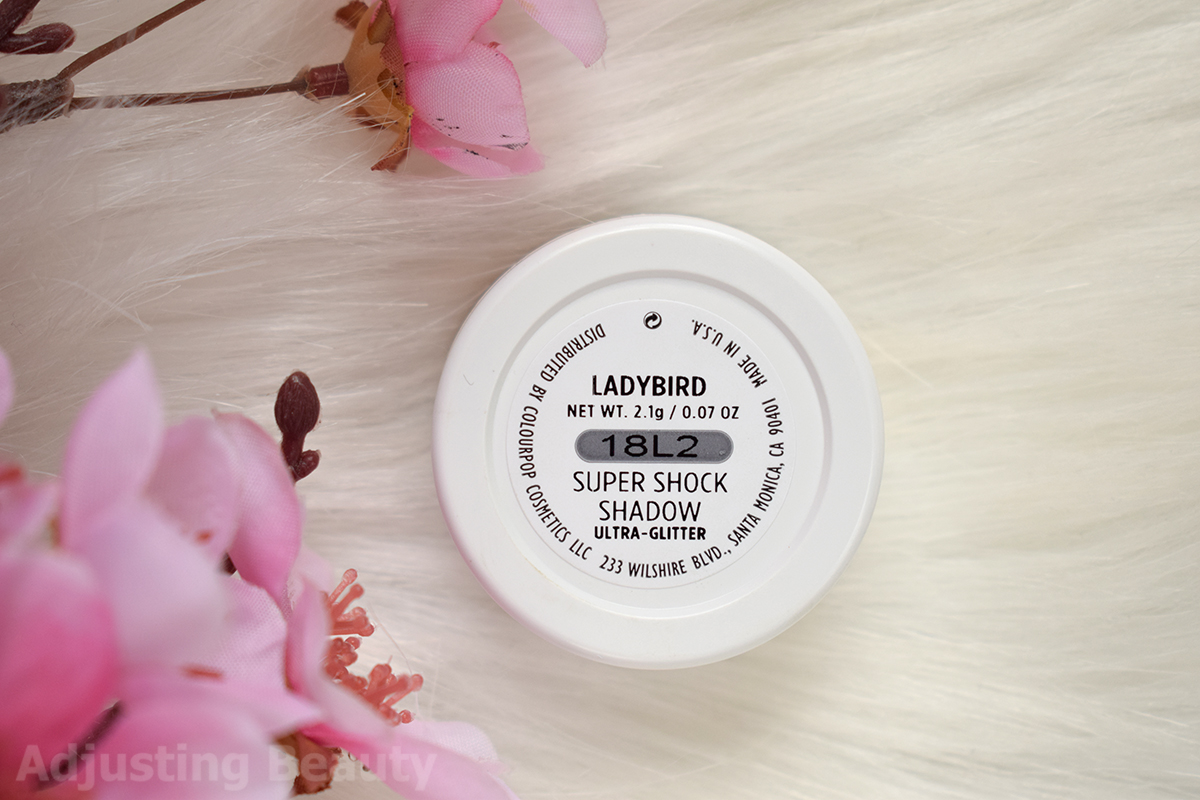 LADYBIRD
NET WT. 2.1g / 0.07 OZ
18L2
SUPER SHOCK
SHADOW
ULTRA-GLITTER
DISTRIBUTED BY COLOURPOP COSMETICS LLC 233 WILSHIRE BLVD., SANTA MONICA, CA 90401 MADE IN U.S.A.
Adjusting Beauty